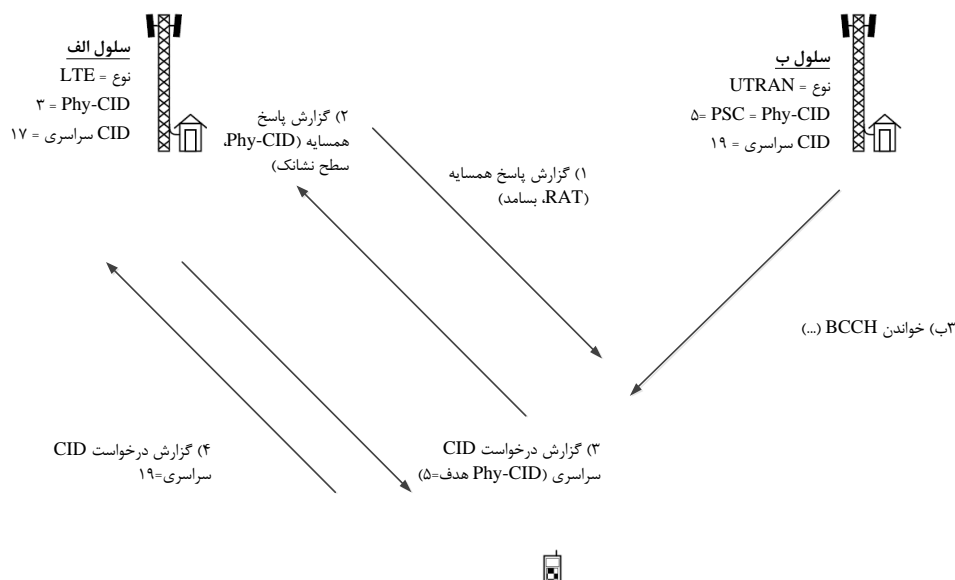 سلول الف
نوع = LTE
Phy-CID = ۳
CID سراسری = ۱۷
سلول ب
نوع = UTRAN
Phy-CID = PSC =۵
CID سراسری = ۱۹
۲) گزارش پاسخ
همسایه (Phy-CID،
سطح نشانک)
۱) گزارش پاسخ همسایه
(RAT، بسامد)
۳ب) خواندن BCCH (...)
۳) گزارش درخواست CID
سراسری (Phy-CID هدف=۵)
۴) گزارش درخواست CID
سراسری=۱۹